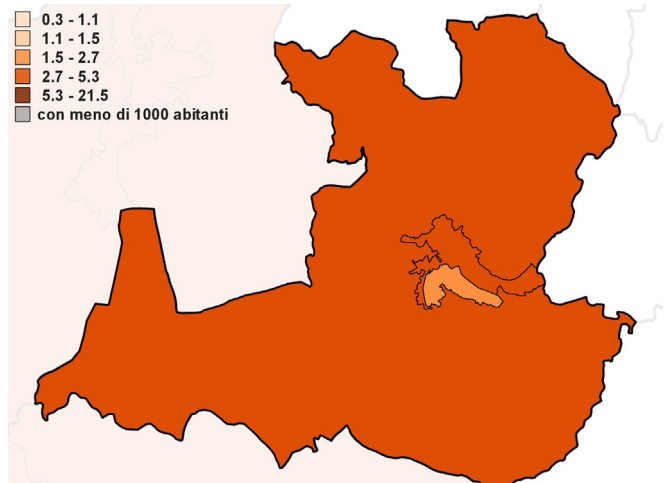 0.3 - 1.1
1.1 - 1.5
1.5 - 2.7
2.7 - 5.3
5.3 - 21.5
con meno di 1000 abitanti